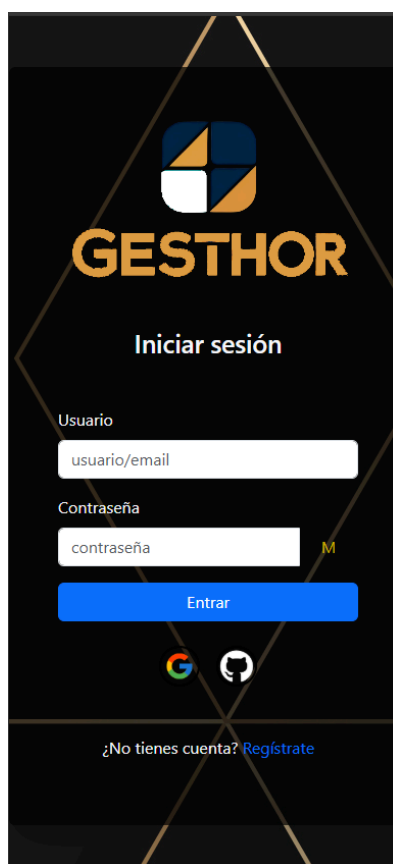 GESTHOR
Iniciar sesión
Usuario
usuario/email
Contraseña
contraseña M
Entrar
¿No tienes cuenta? Regístrate